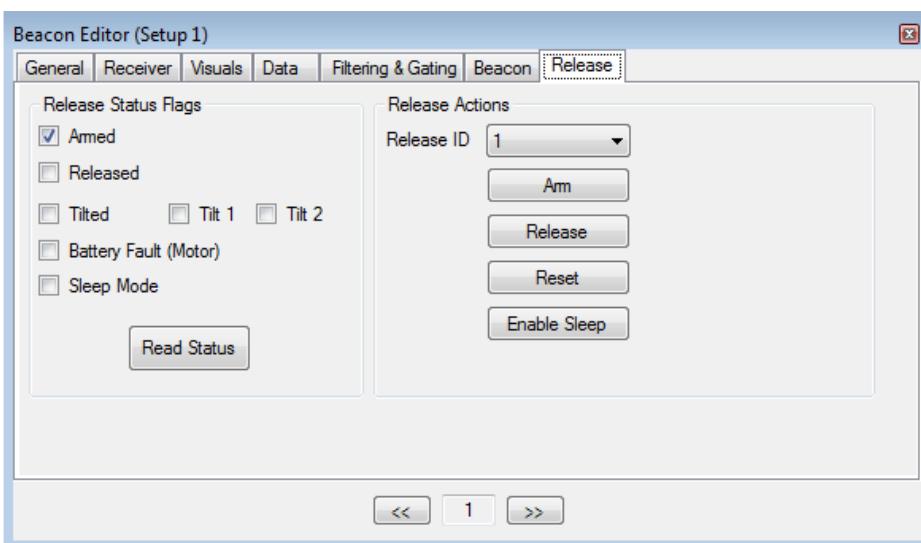 Beacon Editor (Setup 1)
General Receiver Visuals Data Filtering & Gating Beacon Release
Release Status Flags
Armed
Released
Tilted Tilt 1 Tilt 2
Battery Fault (Motor)
Sleep Mode
Read Status
Release Actions
Release ID 1
Arm
Release
Reset
Enable Sleep
<< 1 >>